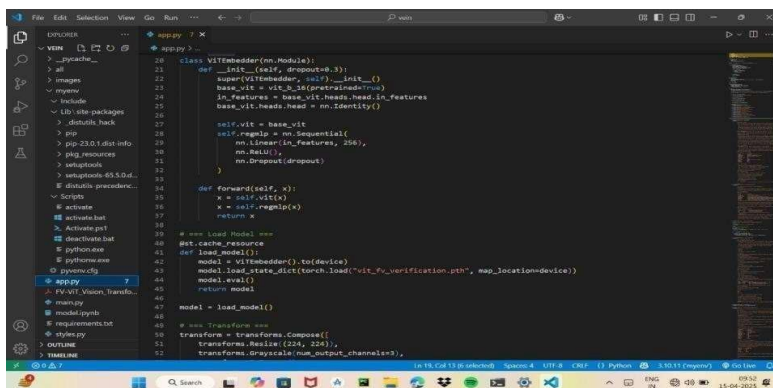 File Edit Selection View Go Run ...
vein
EXPLORER
app.py 7
VEIN
app.py > ...
> __pycache__
> all
> images
myenv
> Include
Lib\site-packages
> _distutils_hack
> pip
> pip-23.0.1.dist-info
> pkg_resources
> setuptools
> setuptools-65.5.0.d...
distutils-precedenc...
Scripts
activate
activate.bat
Activate.ps1
deactivate.bat
python.exe
pythonw.exe
pyvenv.cfg
app.py 7
FV-ViT_Vision_Transfo...
main.py
model.ipynb
requirements.txt
styles.py
> OUTLINE
> TIMELINE
20 class ViTEmbedder(nn.Module):
21 def __init__(self, dropout=0.3):
22 super(ViTEmbedder, self).__init__()
23 base_vit = vit_b_16(pretrained=True)
24 in_features = base_vit.heads.head.in_features
25 base_vit.heads.head = nn.Identity()
26
27 self.vit = base_vit
28 self.regmlp = nn.Sequential(
29 nn.Linear(in_features, 256),
30 nn.ReLU(),
31 nn.Dropout(dropout)
32 )
33
34 def forward(self, x):
35 x = self.vit(x)
36 x = self.regmlp(x)
37 return x
38
39 # === Load Model ===
40 @st.cache_resource
41 def load_model():
42 model = ViTEmbedder().to(device)
43 model.load_state_dict(torch.load("vit_fv_verification.pth", map_location=device))
44 model.eval()
45 return model
46
47 model = load_model()
48
49 # === Transform ===
50 transform = transforms.Compose([
51 transforms.Resize((224, 224)),
52 transforms.Grayscale(num_output_channels=3),
0 7
Ln 19, Col 13 (6 selected) Spaces: 4 UTF-8 CRLF Python 3.10.11 (myenv) Go Live
Search
ENG
IN
09:52
15-04-2025